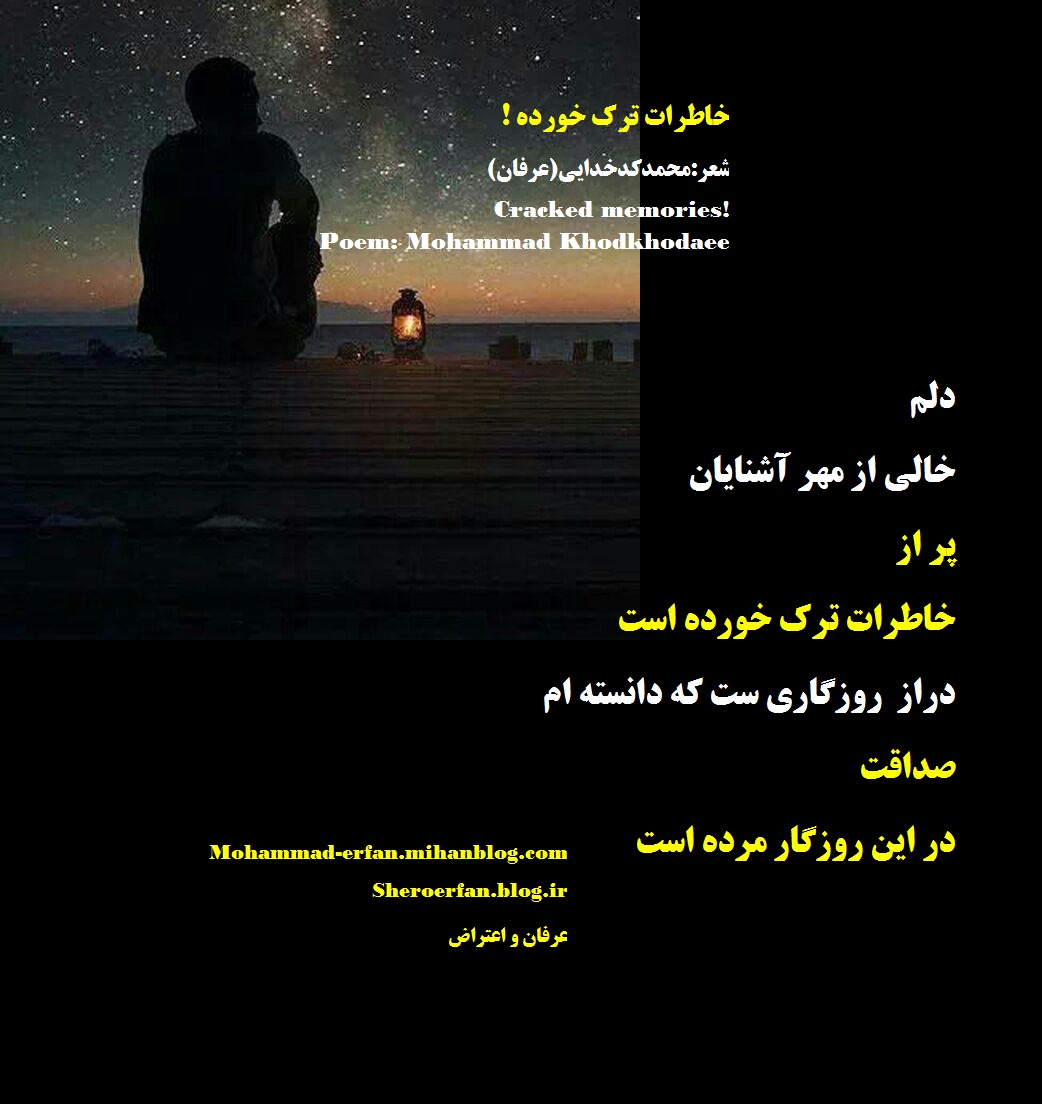 خاطرات ترک خورده !
شعر:محمدکدخدایی(عرفان)
Cracked memories!
Poem: Mohammad Khodkhodaee
دلم
خالی از مهر آشنایان
پر از
خاطرات ترک خورده است
دراز روزگاری ست که دانسته ام
صداقت
در این روزگار مرده است
Mohammad-erfan.mihanblog.com
Sheroerfan.blog.ir
عرفان و اعتراض